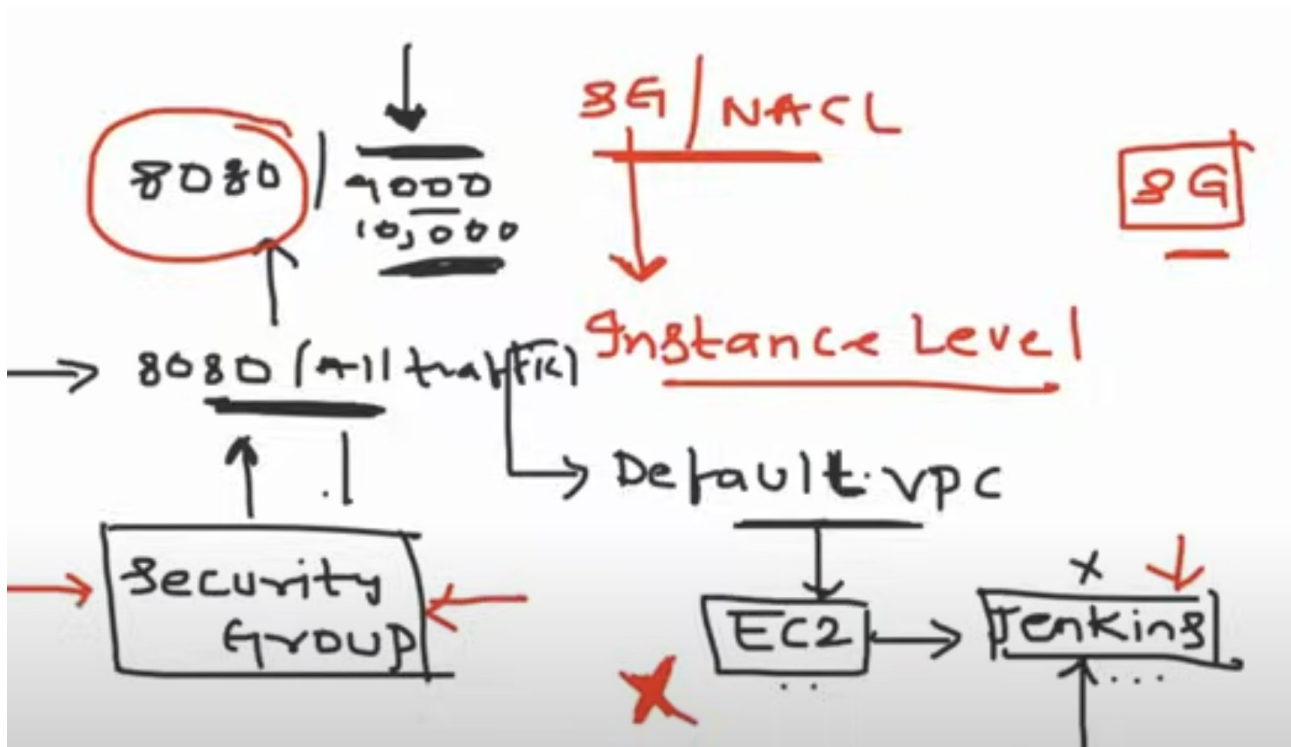 SG / NACL
8080 / 9000
10,000
SG
Instance Level
8080 (All traffic)
Default vpc
Security
Group
EC2
Jenkins